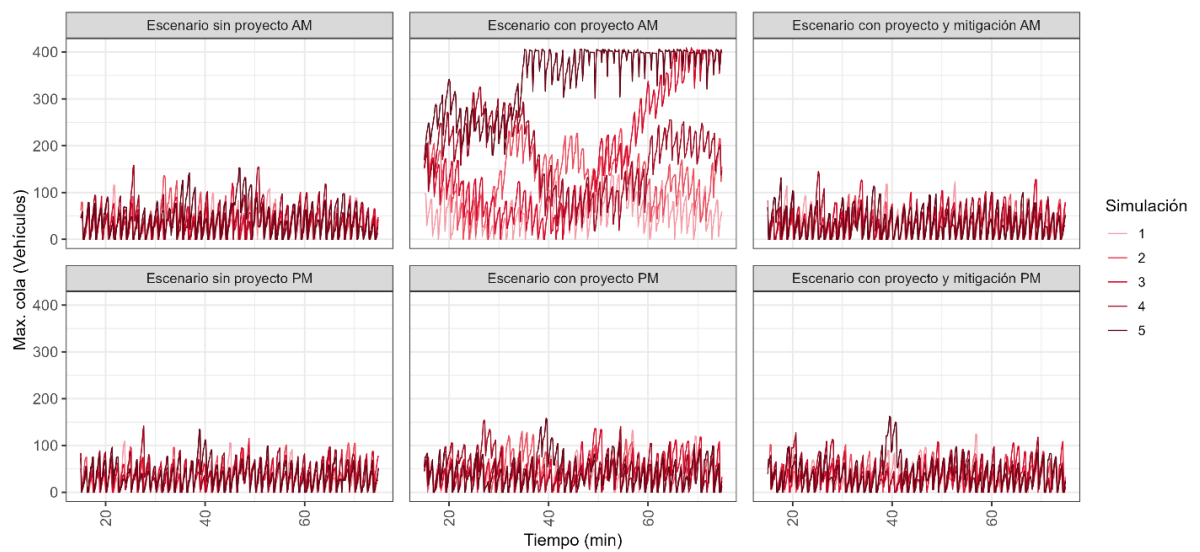 Escenario sin proyecto AM
Escenario con proyecto AM
Escenario con proyecto y mitigación AM
400
300
200
100
0
Escenario sin proyecto PM
Escenario con proyecto PM
Escenario con proyecto y mitigación PM
400
300
200
100
0
Max. cola (Vehículos)
20
40
60
20
40
60
20
40
60
Tiempo (min)
Simulación
1
2
3
4
5